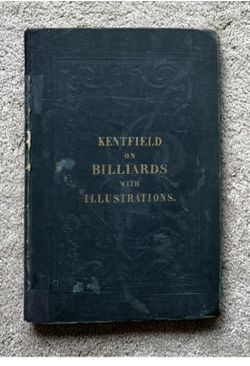 KENTFIELD
ON
BILLIARDS
WITH
ILLUSTRATIONS.